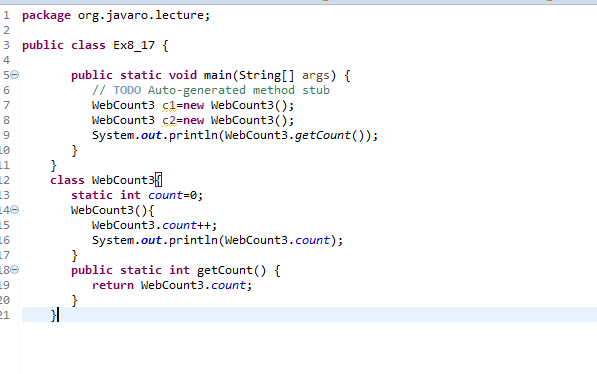 1 package org.javaro.lecture;
2
3 public class Ex8_17 {
4
5 public static void main(String[] args) {
6 // TODO Auto-generated method stub
7 WebCount3 c1=new WebCount3();
8 WebCount3 c2=new WebCount3();
9 System.out.println(WebCount3.getCount());
10 }
11 }
12 class WebCount3{
13 static int count=0;
14 WebCount3(){
15 WebCount3.count++;
16 System.out.println(WebCount3.count);
17 }
18 public static int getCount() {
19 return WebCount3.count;
20 }
21 }